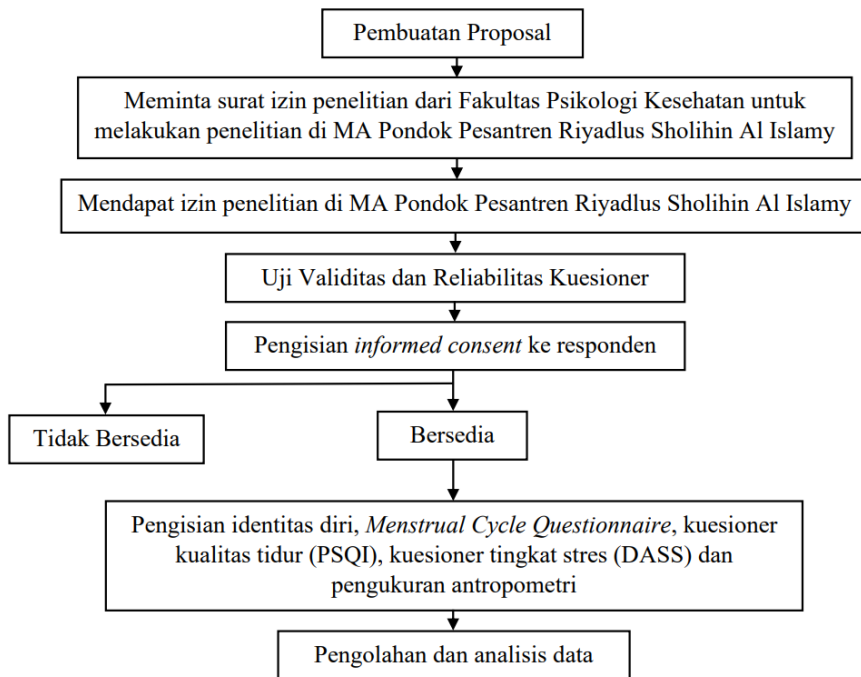 Pembuatan Proposal
Meminta surat izin penelitian dari Fakultas Psikologi Kesehatan untuk
melakukan penelitian di MA Pondok Pesantren Riyadlus Sholihin Al Islamy
Mendapat izin penelitian di MA Pondok Pesantren Riyadlus Sholihin Al Islamy
Uji Validitas dan Reliabilitas Kuesioner
Pengisian informed consent ke responden
Tidak Bersedia
Bersedia
Pengisian identitas diri, Menstrual Cycle Questionnaire, kuesioner
kualitas tidur (PSQI), kuesioner tingkat stres (DASS) dan
pengukuran antropometri
Pengolahan dan analisis data